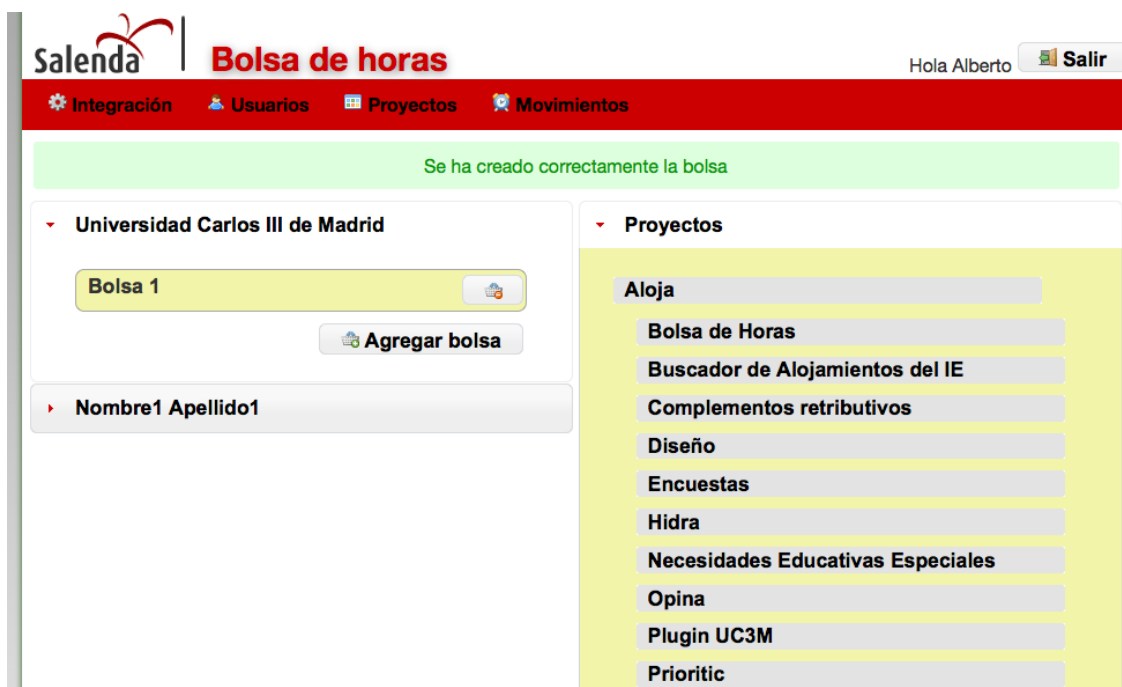 Salenda
Bolsa de horas
Hola Alberto Salir
Integración Usuarios Proyectos Movimientos
Se ha creado correctamente la bolsa
Universidad Carlos III de Madrid
Bolsa 1
Agregar bolsa
Nombre1 Apellido1
Proyectos
Aloja
Bolsa de Horas
Buscador de Alojamientos del IE
Complementos retributivos
Diseño
Encuestas
Hidra
Necesidades Educativas Especiales
Opina
Plugin UC3M
Prioritic